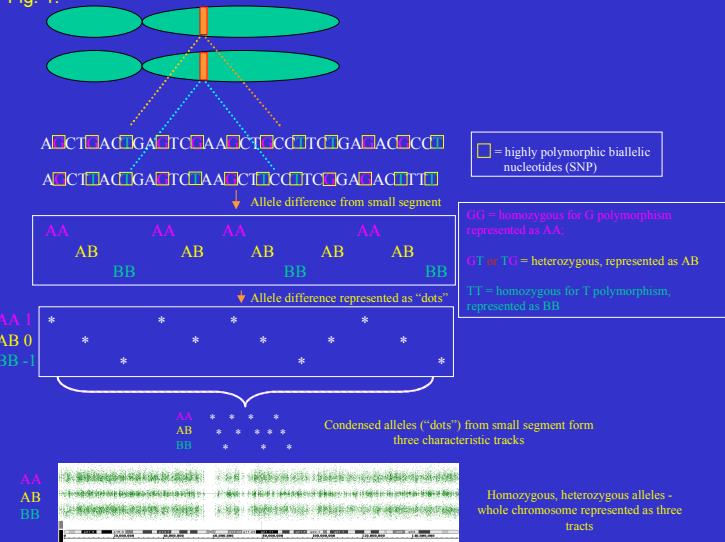 Fig. 1.
AGCTGACTGAGTCGAAGCTGCCTTCTGAGACGCCT
AGCTTACTGAGTCTAAGCTTCCTTCGGAGACTTTT
= highly polymorphic biallelic
nucleotides (SNP)
Allele difference from small segment
AA AA AA AA
AB AB AB AB AB
BB BB BB
GG = homozygous for G polymorphism
represented as AA;
GT or TG = heterozygous, represented as AB
TT = homozygous for T polymorphism,
represented as BB
Allele difference represented as “dots”
AA 1 * * * *
AB 0 * * * * *
BB -1 * * *
AA * * * *
AB * * * * *
BB * * *
Condensed alleles (“dots”) from small segment form
three characteristic tracks
AA
AB
BB
Homozygous, heterozygous alleles -
whole chromosome represented as three
tracts